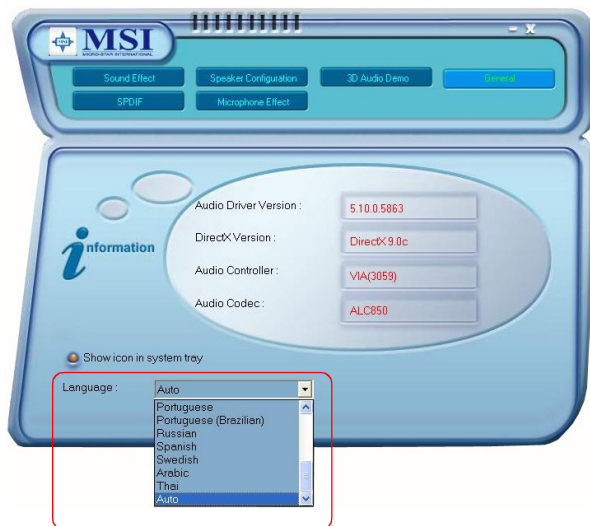 MSI
MICRO-STAR INTERNATIONAL
- X
Sound Effect
Speaker Configuration
3D Audio Demo
General
SPDIF
Microphone Effect
Information
Audio Driver Version :
5.10.0.5863
DirectX Version :
DirectX 9.0c
Audio Controller :
VIA(3059)
Audio Codec :
ALC850
Show icon in system tray
Language :
Auto
Portuguese
Portuguese (Brazilian)
Russian
Spanish
Swedish
Arabic
Thai
Auto